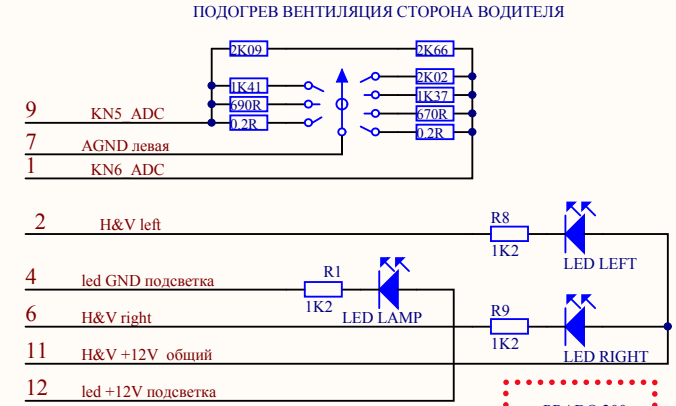 ПОДОГРЕВ ВЕНТИЛЯЦИЯ СТОРОНА ВОДИТЕЛЯ
2K09 2K66
1K41 2K02
690R 1K37
0.2R 670R
0.2R
9 KN5 ADC
7 AGND левая
1 KN6 ADC
2 H&V left R8
1K2 LED LEFT
4 led GND подсветка R1
1K2 LED LAMP
6 H&V right R9
1K2 LED RIGHT
11 H&V +12V общий
12 led +12V подсветка